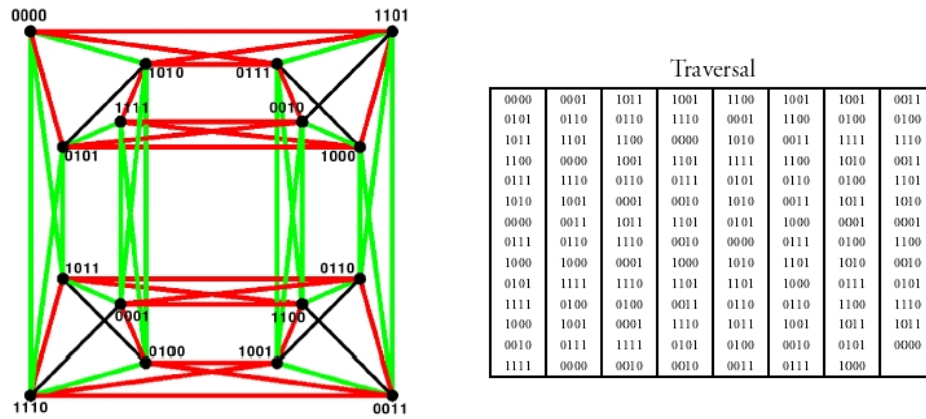 0000 1101
1010 0111
1111 0010
0101 1000
1011 0110
0001 1100
0100 1001
1110 0011
Traversal
0000 0001 1011 1001 1100 1001 1001 0011
0101 0110 0110 1110 0001 1100 0100 0100
1011 1101 1100 0000 1010 0011 1111 1110
1100 0000 1001 1101 1111 1100 1010 0011
0111 1110 0110 0111 0101 0110 0100 1101
1010 1001 0001 0010 1010 0011 1011 1010
0000 0011 1011 1101 0101 1000 0001 0001
0111 0110 1110 0010 0000 0111 0100 1100
1000 1000 0001 1000 1010 1101 1010 0010
0101 1111 1110 1101 1101 1000 0111 0101
1111 0100 0100 0011 0110 0110 1100 1110
1000 1001 0001 1110 1011 1001 1011 1011
0010 0111 1111 0101 0100 0010 0101 0000
1111 0000 0010 0010 0011 0111 1000